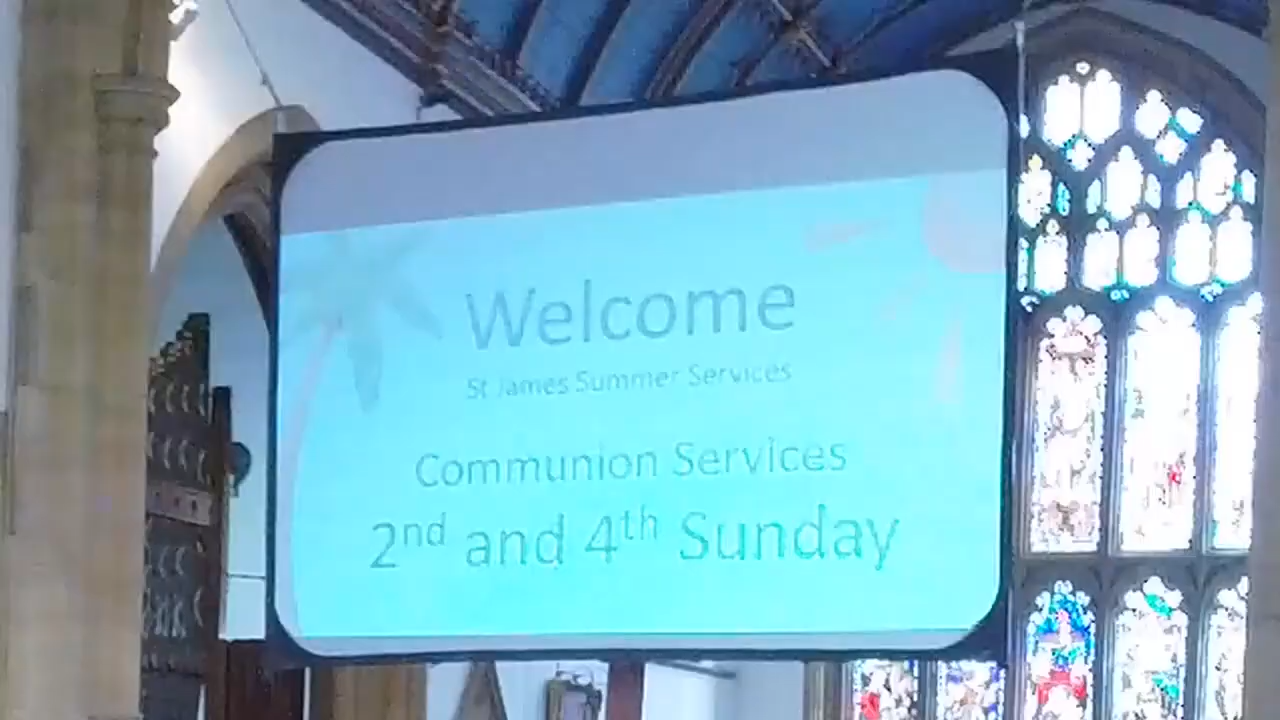 Welcome
St James Summer Services
Communion Services
2nd and 4th Sunday